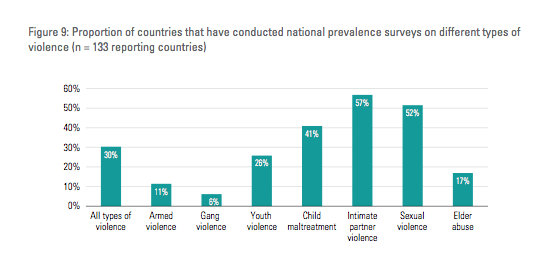 Figure 9: Proportion of countries that have conducted national prevalence surveys on different types of
violence (n = 133 reporting countries)
60%
50%
40%
30%
20%
10%
0%
30%
11%
6%
26%
41%
57%
52%
17%
All types of
violence
Armed
violence
Gang
violence
Youth
violence
Child
maltreatment
Intimate
partner
violence
Sexual
violence
Elder
abuse